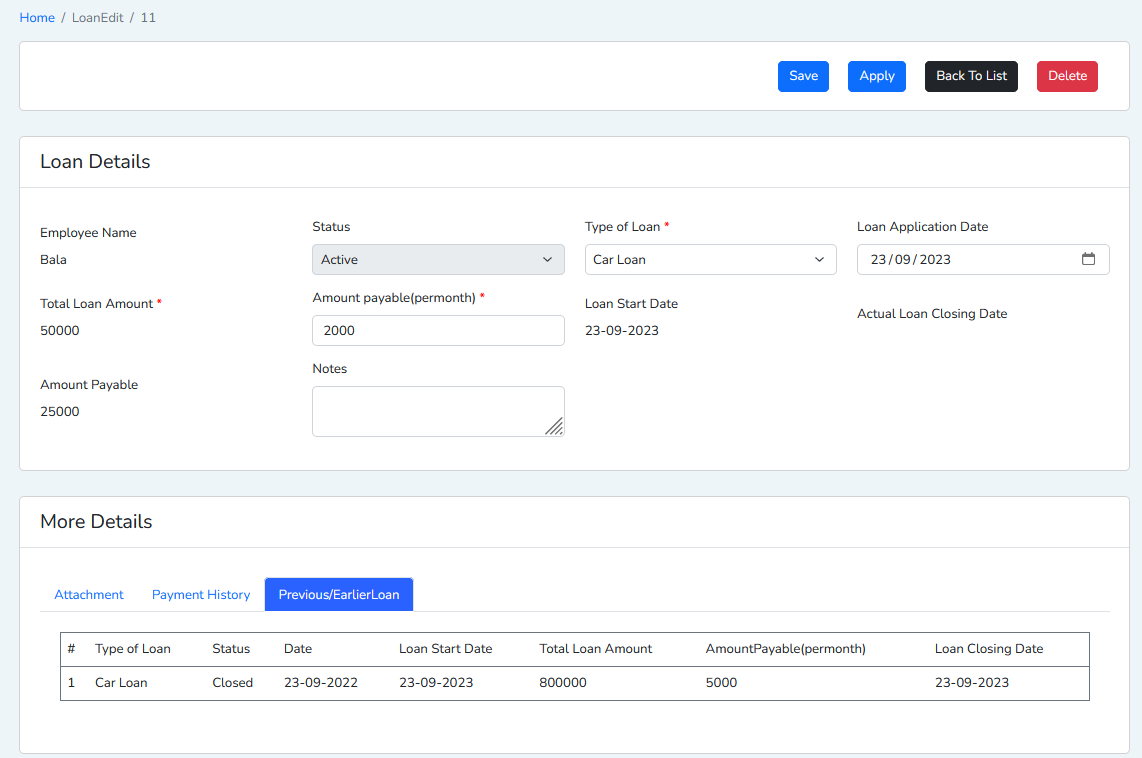 Home / LoanEdit / 11
Save Apply Back To List Delete
Loan Details
Employee Name
Bala
Status
Active
Type of Loan *
Car Loan
Loan Application Date
23/09/2023
Total Loan Amount *
50000
Amount payable(permonth) *
2000
Loan Start Date
23-09-2023
Actual Loan Closing Date
Amount Payable
25000
Notes
More Details
Attachment Payment History Previous/EarlierLoan
# Type of Loan Status Date Loan Start Date Total Loan Amount AmountPayable(permonth) Loan Closing Date
1 Car Loan Closed 23-09-2022 23-09-2023 800000 5000 23-09-2023